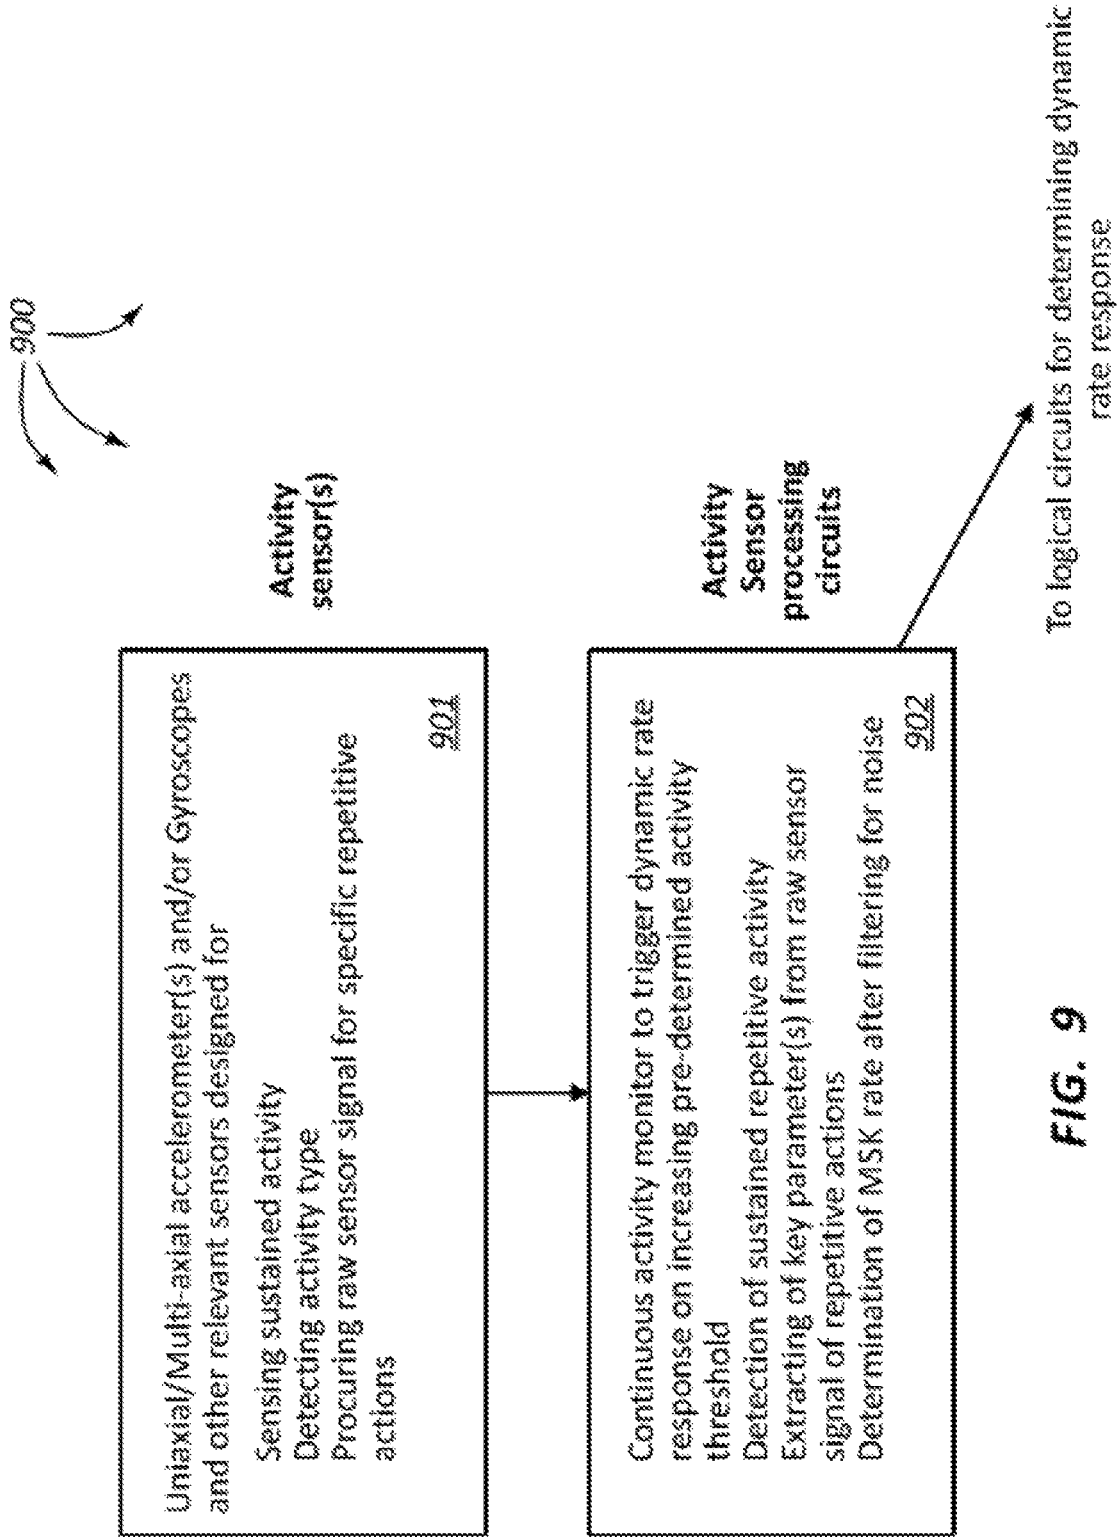 900
Uniaxial/Multi-axial accelerometer(s) and/or Gyroscopes
and other relevant sensors designed for
Sensing sustained activity
Detecting activity type
Procuring raw sensor signal for specific repetitive
actions
901
Activity
sensor(s)
Continuous activity monitor to trigger dynamic rate
response on increasing pre-determined activity
threshold
Detection of sustained repetitive activity
Extracting of key parameter(s) from raw sensor
signal of repetitive actions
Determination of MSK rate after filtering for noise
902
Activity
Sensor
processing
circuits
To logical circuits for determining dynamic
rate response
FIG. 9